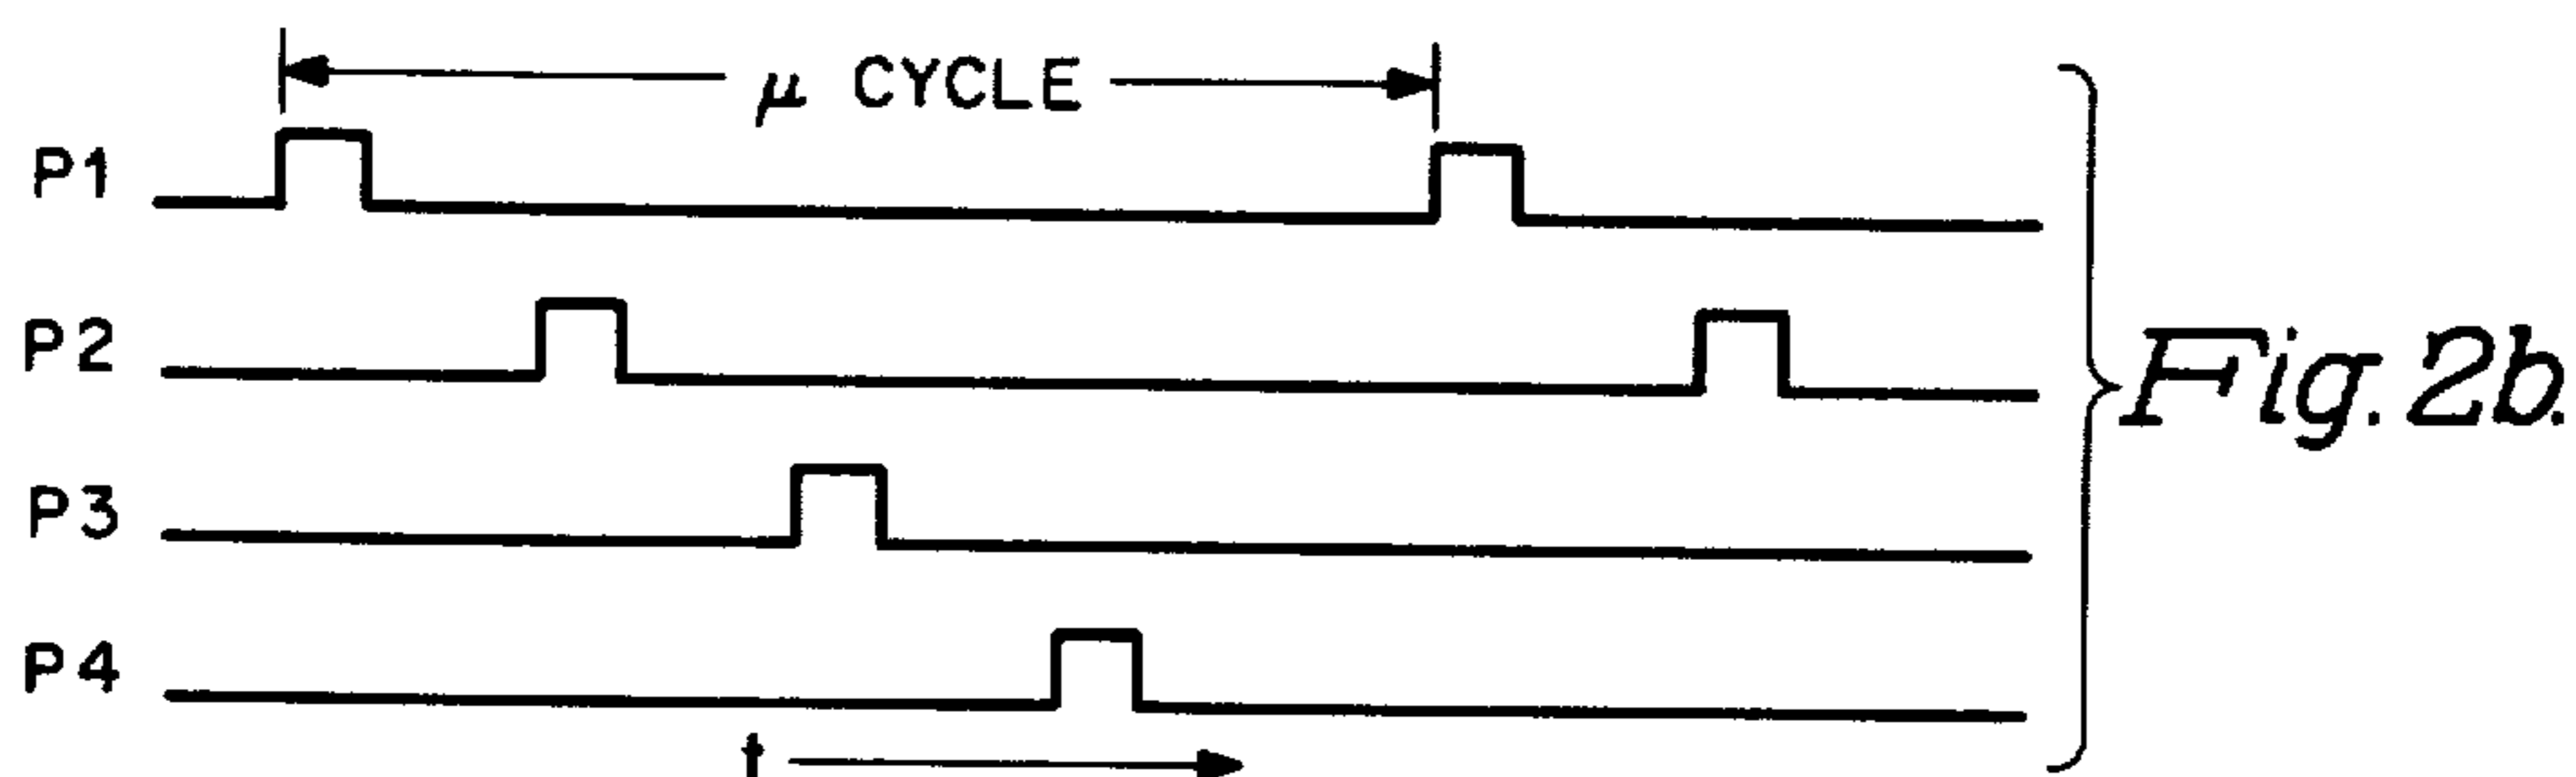 μ CYCLE
P1
P2
Fig. 2b.
P3
P4
t